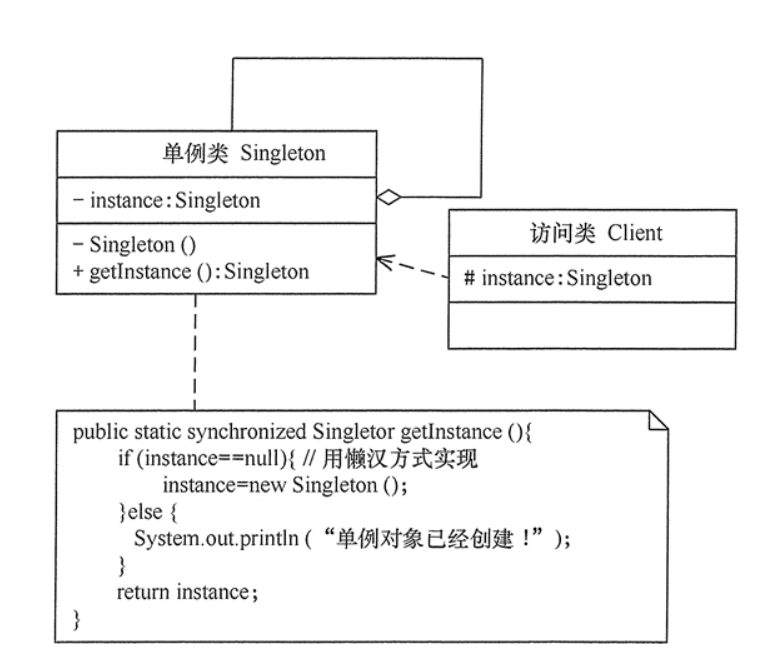 单例类 Singleton
- instance:Singleton
- Singleton ()
+ getInstance ():Singleton
访问类 Client
# instance:Singleton
public static synchronized Singletor getInstance (){
if (instance==null){ // 用懒汉方式实现
instance=new Singleton ();
}else {
System.out.println (“单例对象已经创建!”);
}
return instance;
}